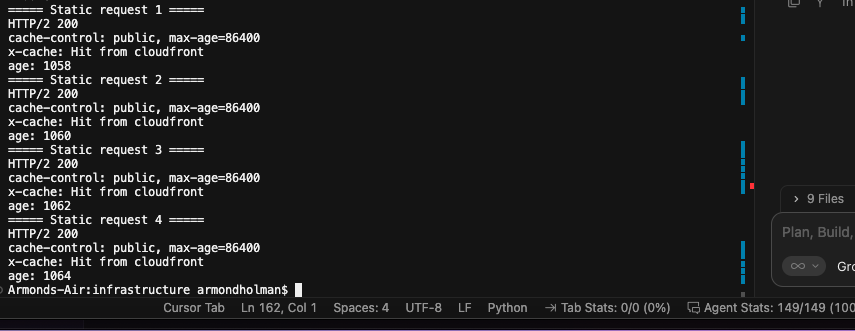 ===== Static request 1 =====
HTTP/2 200
cache-control: public, max-age=86400
x-cache: Hit from cloudfront
age: 1058
===== Static request 2 =====
HTTP/2 200
cache-control: public, max-age=86400
x-cache: Hit from cloudfront
age: 1060
===== Static request 3 =====
HTTP/2 200
cache-control: public, max-age=86400
x-cache: Hit from cloudfront
age: 1062
===== Static request 4 =====
HTTP/2 200
cache-control: public, max-age=86400
x-cache: Hit from cloudfront
age: 1064
Armonds-Air:infrastructure armondholman$
9 Files
Plan, Build,
Gro
Cursor Tab Ln 162, Col 1 Spaces: 4 UTF-8 LF Python Tab Stats: 0/0 (0%) Agent Stats: 149/149 (100